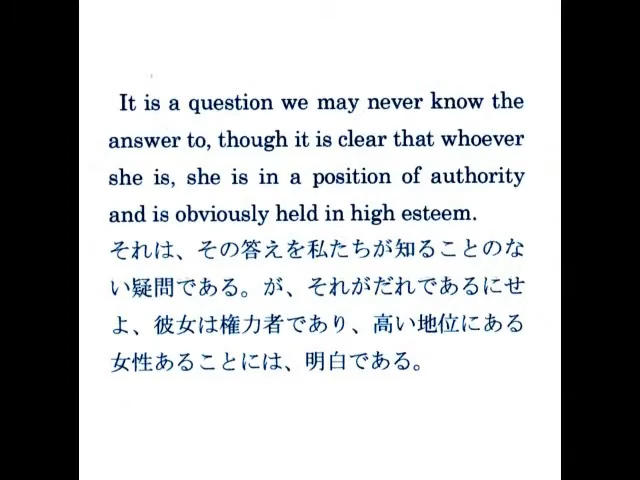 It is a question we may never know the
answer to, though it is clear that whoever
she is, she is in a position of authority
and is obviously held in high esteem.
それは、その答えを私たちが知ることのな
い疑問である。が、それがだれであるにせ
よ、彼女は権力者であり、高い地位にある
女性あることには、明白である。